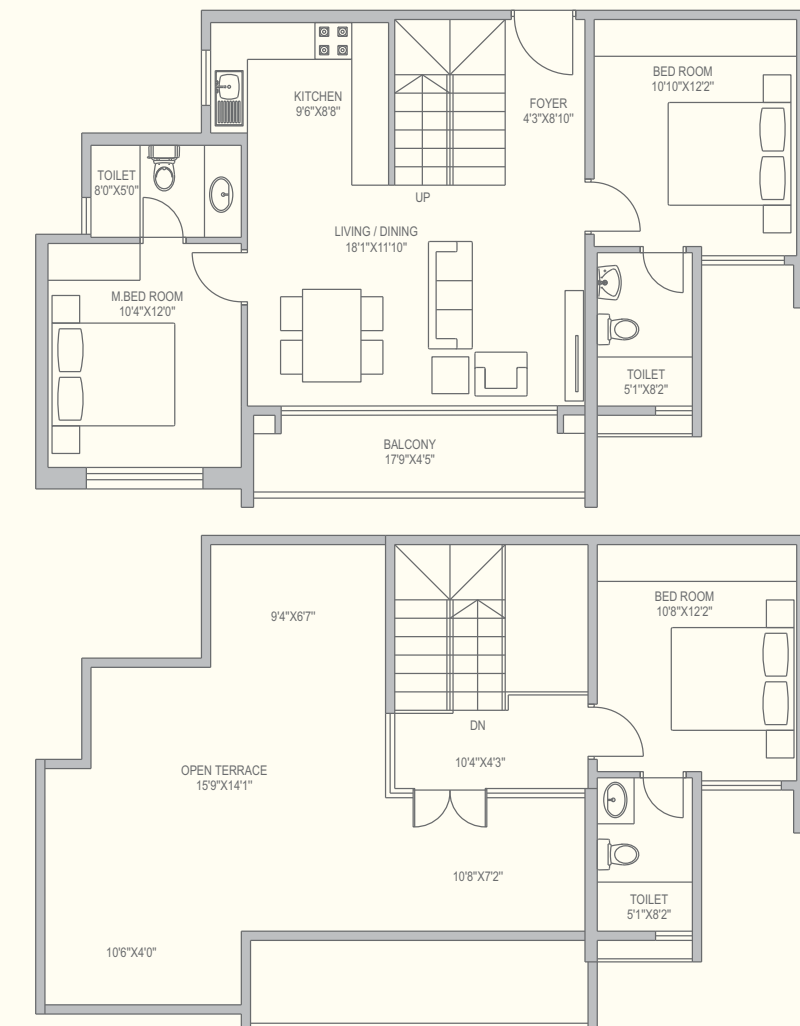 KITCHEN
9'6"X8'8"
FOYER
4'3"X8'10"
BED ROOM
10'10"X12'2"
TOILET
8'0"X5'0"
UP
LIVING / DINING
18'1"X11'10"
M.BED ROOM
10'4"X12'0"
TOILET
5'1"X8'2"
BALCONY
17'9"X4'5"
9'4"X6'7"
BED ROOM
10'8"X12'2"
DN
10'4"X4'3"
OPEN TERRACE
15'9"X14'1"
10'8"X7'2"
TOILET
5'1"X8'2"
10'6"X4'0"